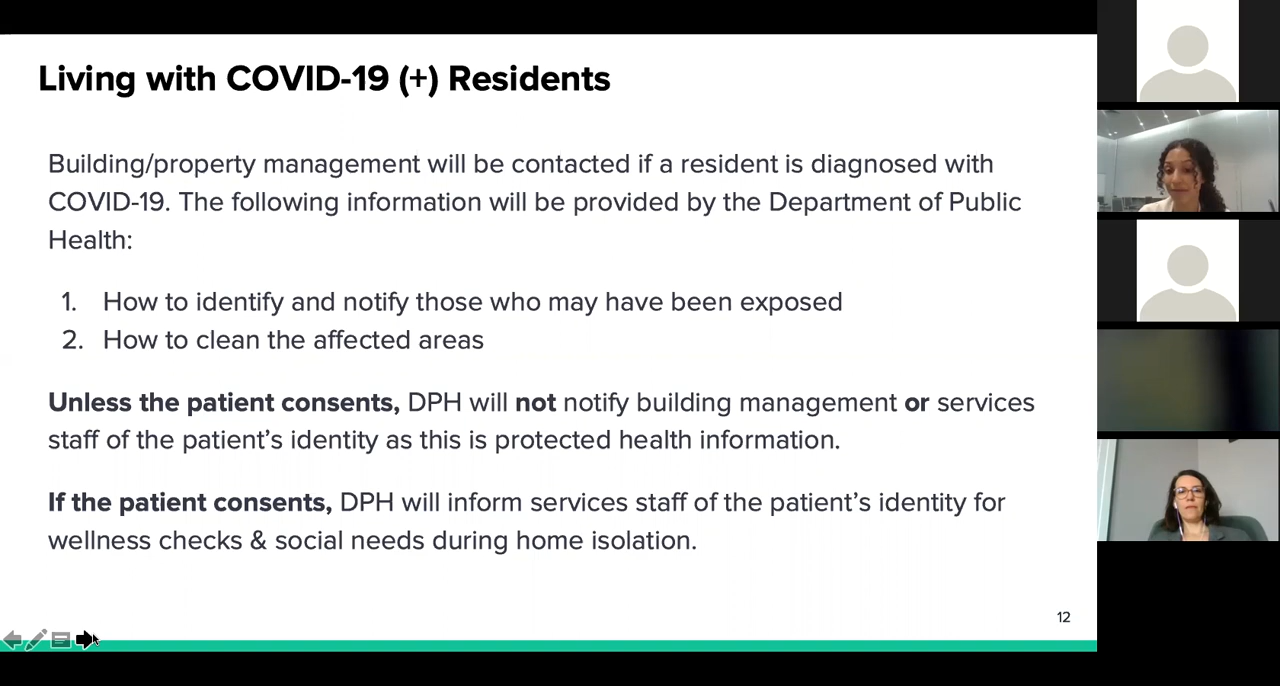 Living with COVID-19 (+) Residents
Building/property management will be contacted if a resident is diagnosed with
COVID-19. The following information will be provided by the Department of Public
Health:
1. How to identify and notify those who may have been exposed
2. How to clean the affected areas
Unless the patient consents, DPH will not notify building management or services
staff of the patient’s identity as this is protected health information.
If the patient consents, DPH will inform services staff of the patient’s identity for
wellness checks & social needs during home isolation.
12